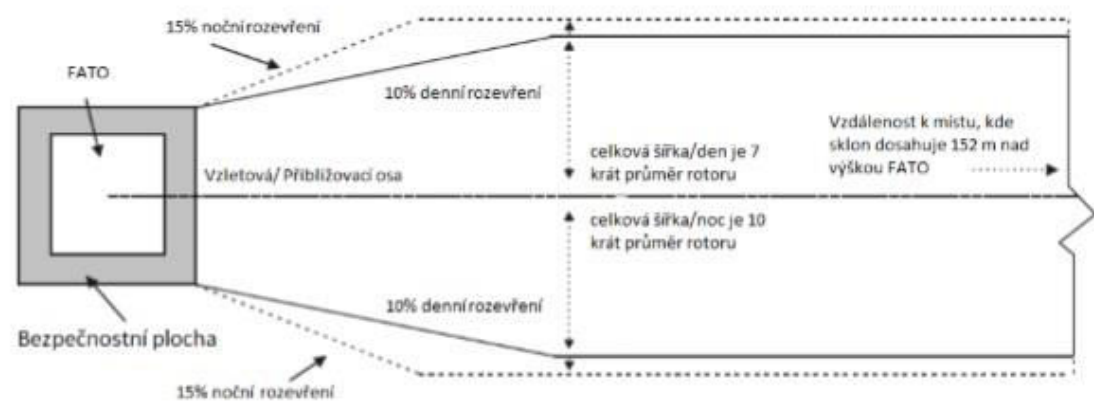 15% noční rozevření
FATO
10% denní rozevření
Vzdálenost k místu, kde
sklon dosahuje 152 m nad
výškou FATO
celková šířka/den je 7
krát průměr rotoru
Vzletová/ Přibližovací osa
celková šířka/noc je 10
krát průměr rotoru
10% denní rozevření
Bezpečnostní plocha
15% noční rozevření